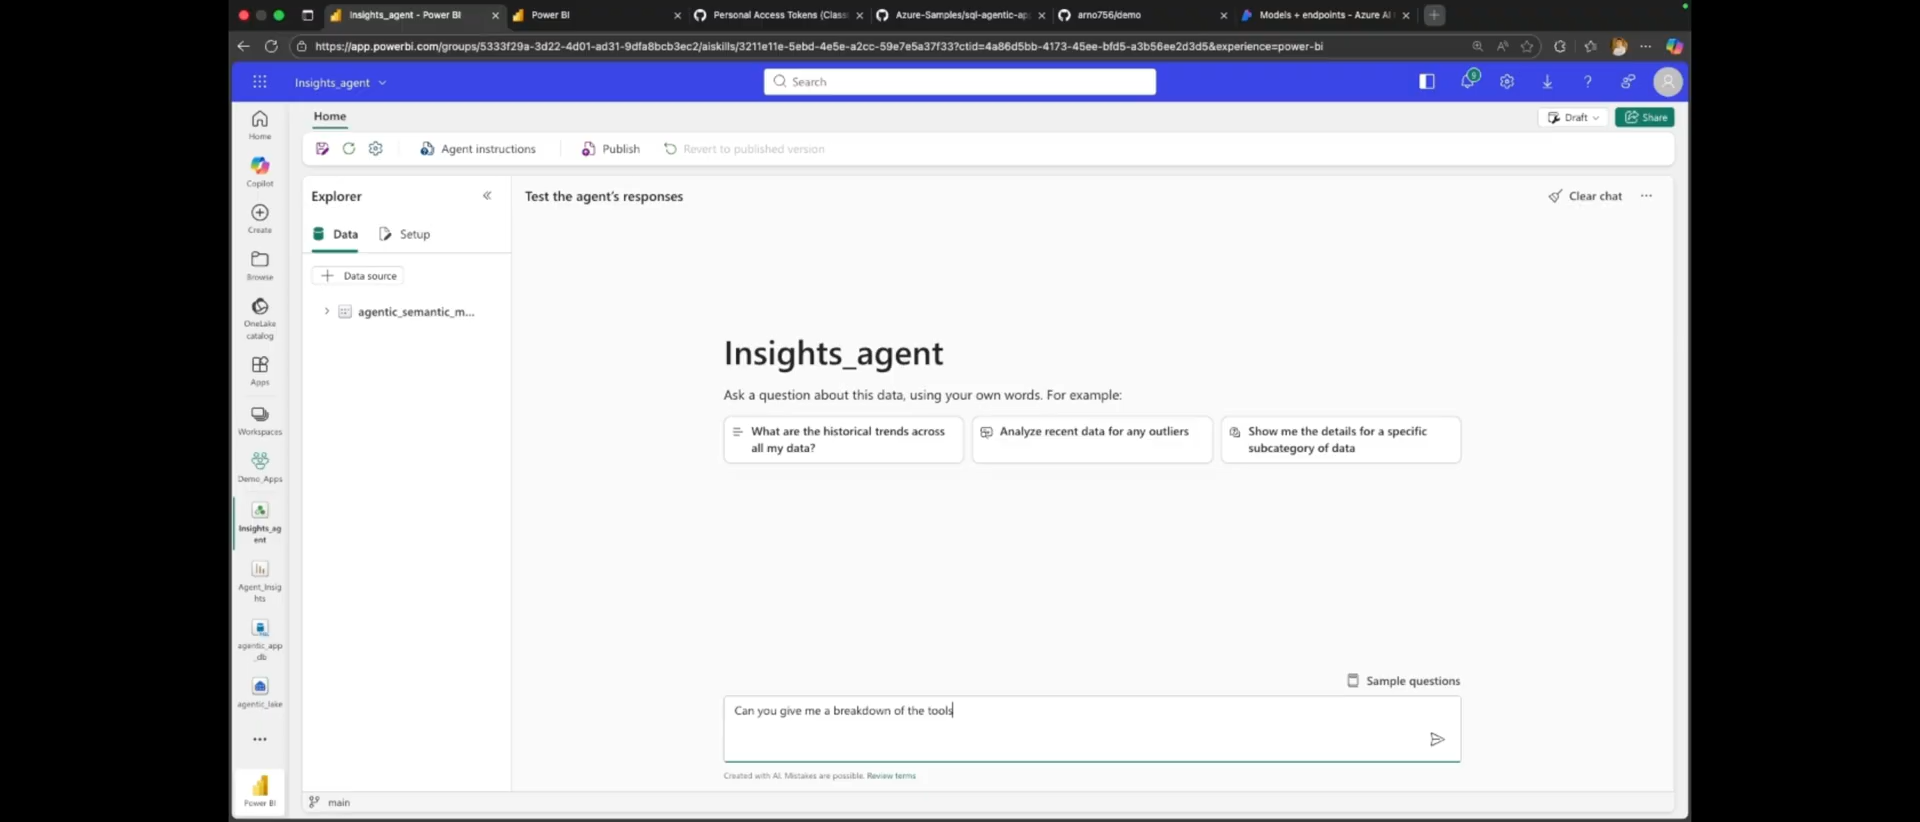 Insights_agent - Power BI
Power BI
Personal Access Tokens (Classi
Azure-Samples/sql-agentic-ap
arno756/demo
Models + endpoints - Azure AI
https://app.powerbi.com/groups/5333f29a-3d22-4d01-ad31-9dfa8bcb3ec2/aiskills/3211e11e-5ebd-4e5e-a2cc-59e7e5a37f33?ctid=4a86d5bb-4173-45ee-bfd5-a3b56ee2d3d5&experience=power-bi
Insights_agent
Search
9
Home
Draft
Share
Agent instructions
Publish
Revert to published version
Home
Copilot
Create
Browse
OneLake
catalog
Apps
Workspaces
Demo_Apps
Insights_ag
ent
Agent_Insig
hts
agentic_app
_db
agentic_lake
Power BI
Explorer
Data
Setup
Data source
agentic_semantic_m...
Test the agent's responses
Clear chat
Insights_agent
Ask a question about this data, using your own words. For example:
What are the historical trends across
all my data?
Analyze recent data for any outliers
Show me the details for a specific
subcategory of data
Sample questions
Can you give me a breakdown of the tools
Created with AI. Mistakes are possible. Review terms
main